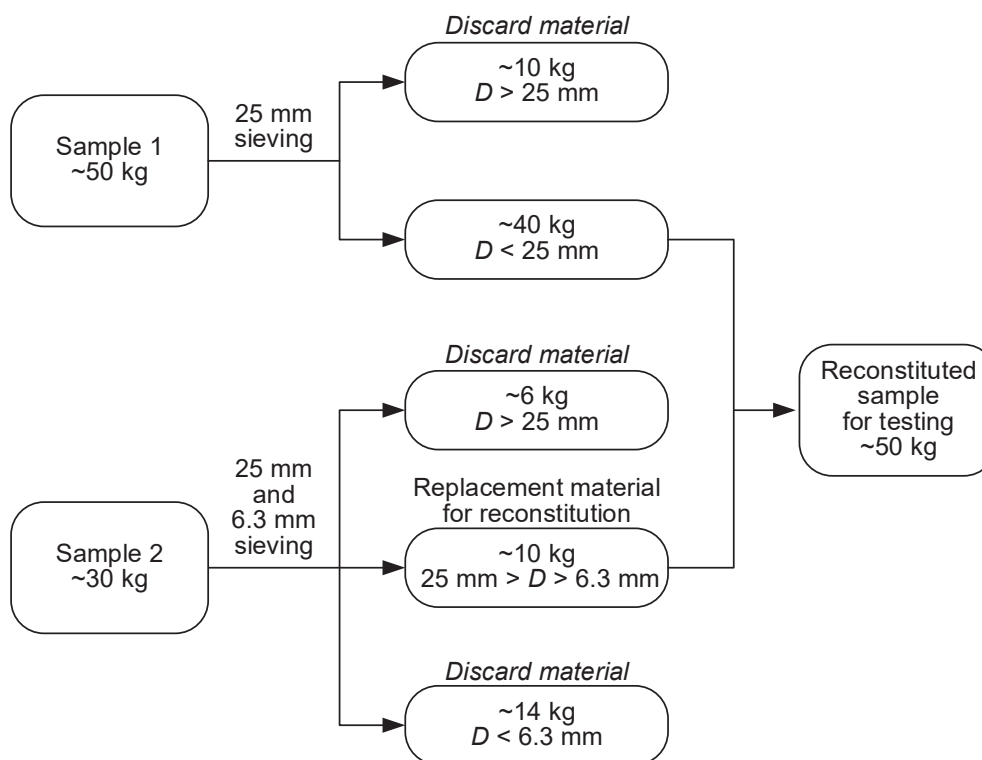 Discard material
~10 kg
D > 25 mm
25 mm
sieving
Sample 1
~50 kg
~40 kg
D < 25 mm
Discard material
~6 kg
D > 25 mm
Reconstituted
sample
for testing
~50 kg
25 mm
and
6.3 mm
sieving
Replacement material
for reconstitution
~10 kg
25 mm > D > 6.3 mm
Sample 2
~30 kg
Discard material
~14 kg
D < 6.3 mm